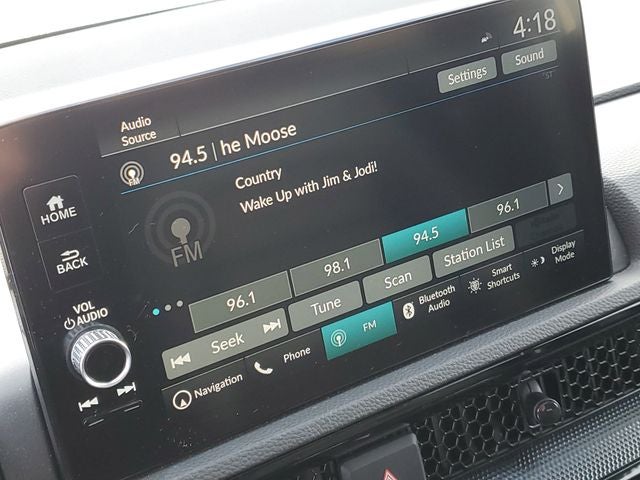 4:18
Settings
Sound
Audio
Source
FM
94.5 | he Moose
Country
Wake Up with Jim & Jodi!
FM
HOME
BACK
VOL
AUDIO
96.1
98.1
94.5
96.1
Seek
Tune
Scan
Station List
Navigation
Phone
FM
Bluetooth
Audio
Smart
Shortcuts
Display
Mode